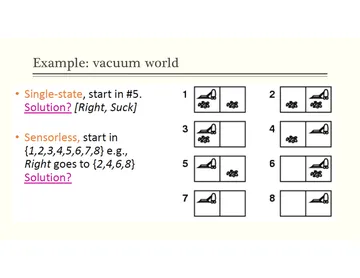 Example: vacuum world
• Single-state, start in #5.
Solution? [Right, Suck]
• Sensorless, start in
{1,2,3,4,5,6,7,8} e.g.,
Right goes to {2,4,6,8}
Solution?
1 2
3 4
5 6
7 8